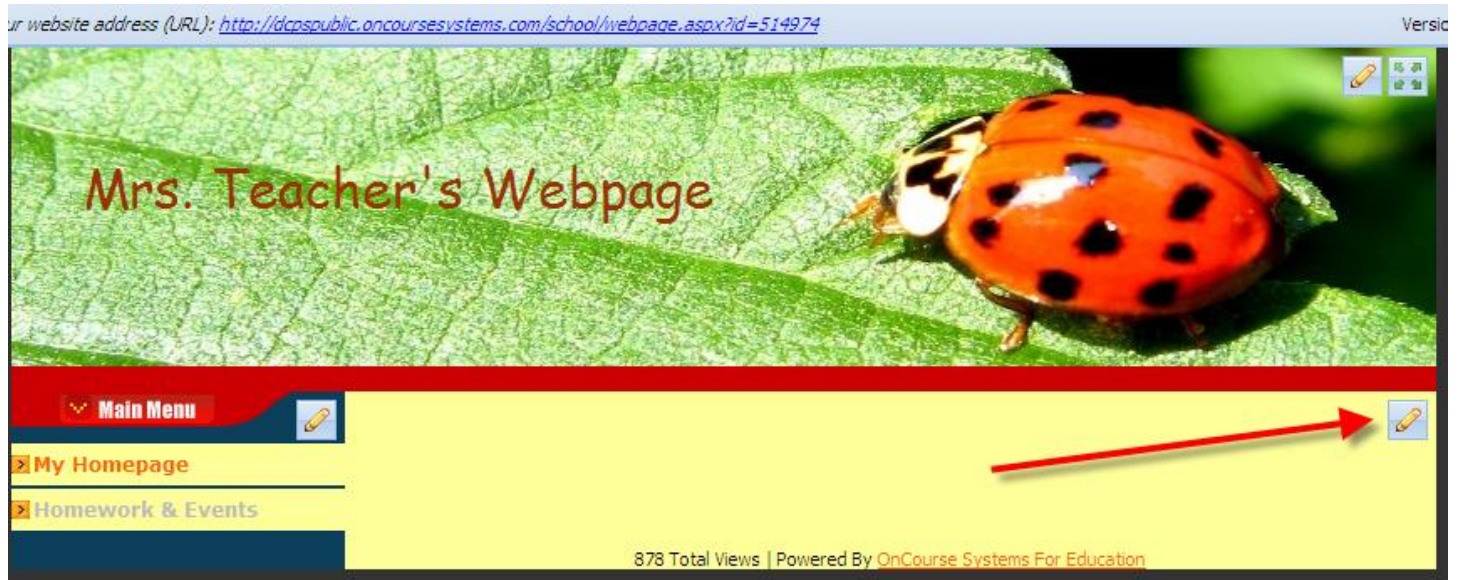 ur website address (URL): http://dcpspublic.oncoursesystems.com/school/webpage.aspx?id=514974 Versio
Mrs. Teacher's Webpage
Main Menu
My Homepage
Homework & Events
878 Total Views | Powered By OnCourse Systems For Education